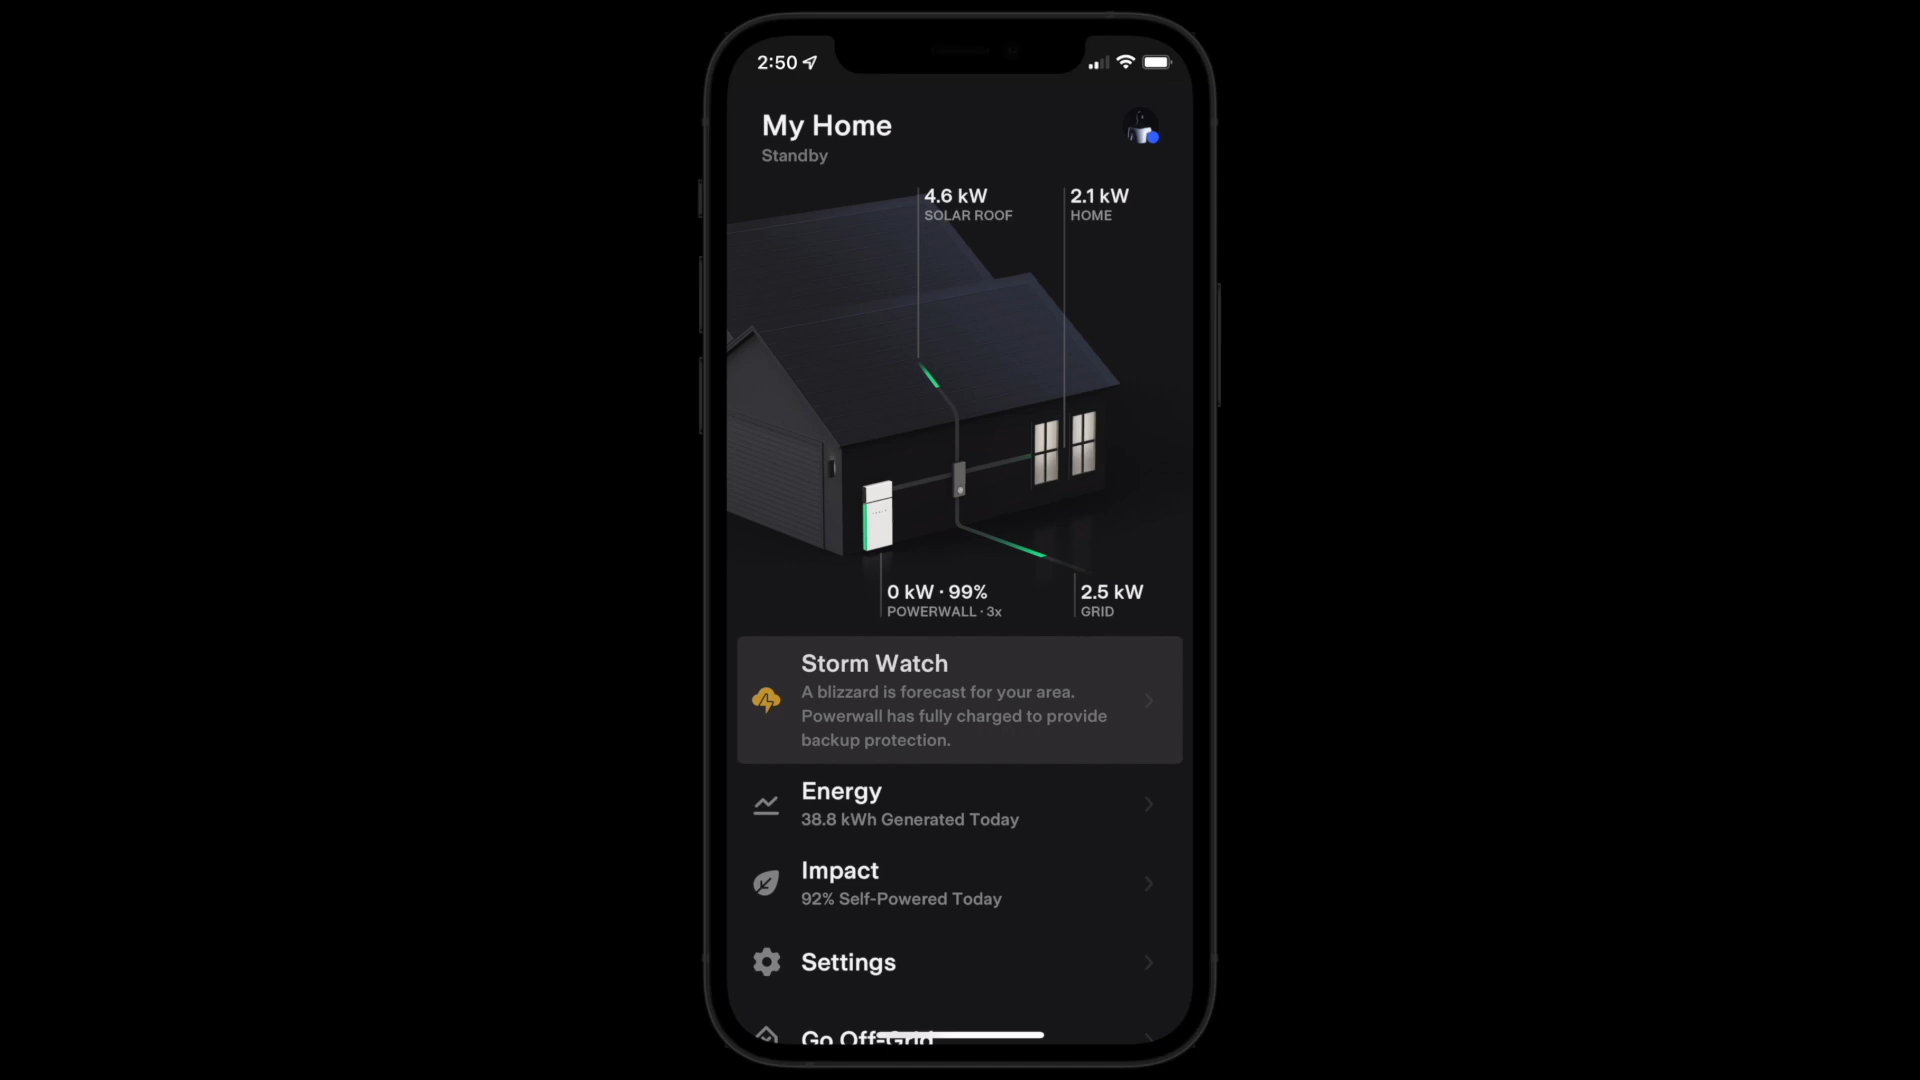 2:50
My Home
Standby
4.6 kW
SOLAR ROOF
2.1 kW
HOME
0 kW · 99%
POWERWALL · 3x
2.5 kW
GRID
Storm Watch
A blizzard is forecast for your area.
Powerwall has fully charged to provide
backup protection.
Energy
38.8 kWh Generated Today
Impact
92% Self-Powered Today
Settings
Go Off-Grid